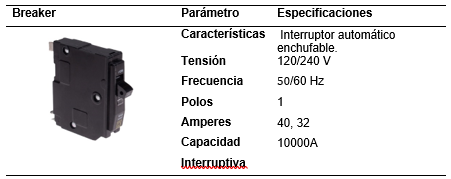 Breaker Parámetro Especificaciones
Características Interruptor automático
enchufable.
Tensión 120/240 V
Frecuencia 50/60 Hz
Polos 1
Amperes 40, 32
Capacidad 10000A
Interruptiva